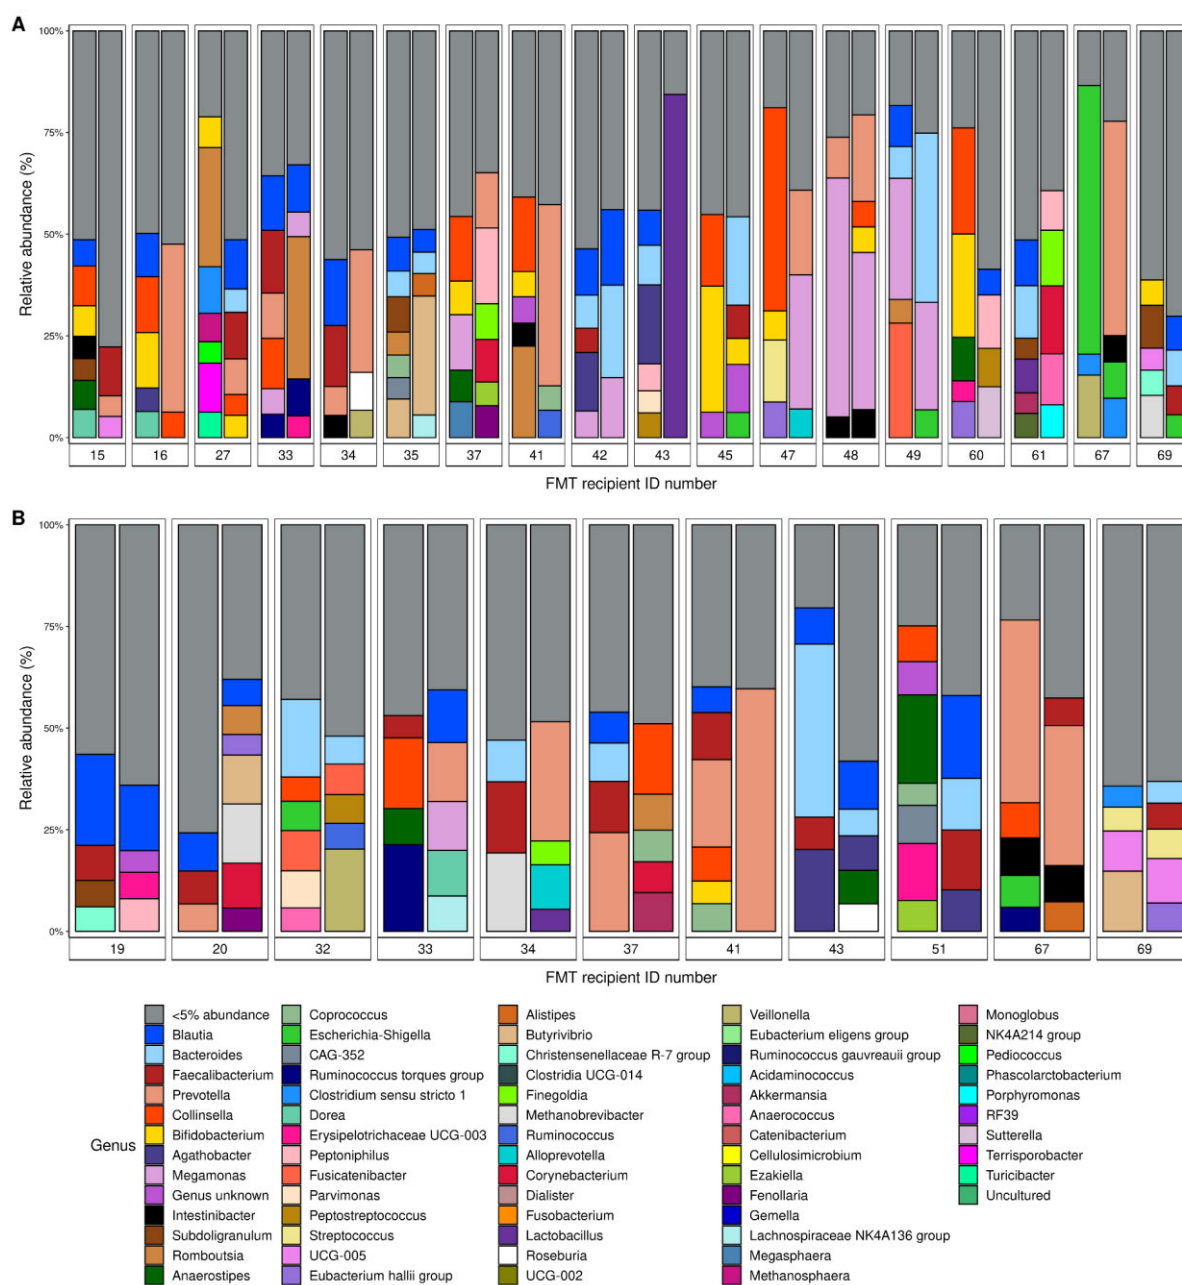 A
Relative abundance (%)
100%
75%
50%
25%
0%
15 16 27 33 34 35 37 41 42 43 45 47 48 49 60 61 67 69
FMT recipient ID number
B
Relative abundance (%)
100%
75%
50%
25%
0%
19 20 32 33 34 37 41 43 51 67 69
FMT recipient ID number
Genus
<5% abundance
Blautia
Bacteroides
Faecalibacterium
Prevotella
Collinsella
Bifidobacterium
Agathobacter
Megamonas
Genus unknown
Intestinibacter
Subdoligranulum
Romboutsia
Anaerostipes
Coprococcus
Escherichia-Shigella
CAG-352
Ruminococcus torques group
Clostridium sensu stricto 1
Dorea
Erysipelotrichaceae UCG-003
Peptoniphilus
Fusicatenibacter
Parvimonas
Peptostreptococcus
Streptococcus
UCG-005
Eubacterium hallii group
Alistipes
Butyrivibrio
Christensenellaceae R-7 group
Clostridia UCG-014
Finegoldia
Methanobrevibacter
Ruminococcus
Alloprevotella
Corynebacterium
Dialister
Fusobacterium
Lactobacillus
Roseburia
UCG-002
Veillonella
Eubacterium eligens group
Ruminococcus gauvreauii group
Acidaminococcus
Akkermansia
Anaerococcus
Catenibacterium
Cellulosimicrobium
Ezakiella
Fenollaria
Gemella
Lachnospiraceae NK4A136 group
Megasphaera
Methanosphaera
Monoglobus
NK4A214 group
Pediococcus
Phascolarctobacterium
Porphyromonas
RF39
Sutterella
Terrisporobacter
Turicibacter
Uncultured